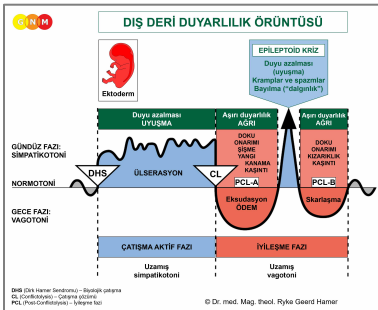 GNM
DIŞ DERİ DUYARLILIK ÖRÜNTÜSÜ
EPİLEPTOİD KRİZ
Duyu azalması
(uyuşma)
Kramplar ve spazmlar
Bayılma ("dalgınlık")
Ektoderm
Duyu azalması
UYUŞMA
Aşırı duyarlılık
AĞRI
Aşırı duyarlılık
AĞRI
GÜNDÜZ FAZI:
SİMPATİKOTONİ
DOKU
ONARIMI
ŞİŞME
YANGI
KANAMA
KAŞINTI
DOKU
ONARIMI
KIZARIKLIK
KAŞINTI
DHS
ÜLSERASYON
CL
PCL-A
PCL-B
NORMOTONİ
GECE FAZI:
VAGOTONİ
Eksudasyon
ÖDEM
Skarlaşma
ÇATIŞMA AKTİF FAZI
İYİLEŞME FAZI
Uzamış
simpatikotoni
Uzamış
vagotoni
DHS (Dirk Hamer Sendromu) – Biyolojik çatışma
CL (Conflictolysis) – Çatışma çözümü
PCL (Post-Conflictolysis) – İyileşme fazı
© Dr. med. Mag. theol. Ryke Geerd Hamer